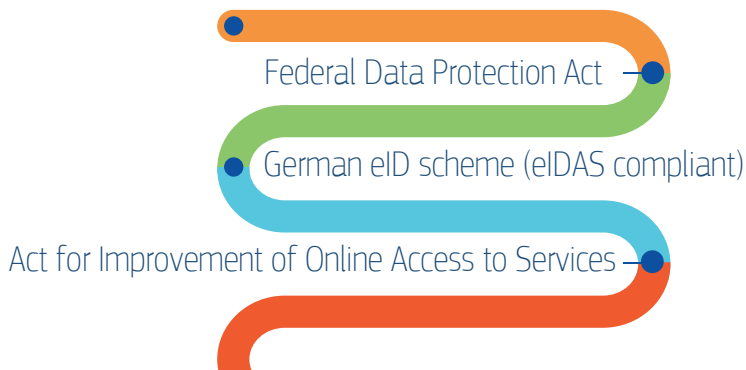 Federal Data Protection Act
German eID scheme (eIDAS compliant)
Act for Improvement of Online Access to Services